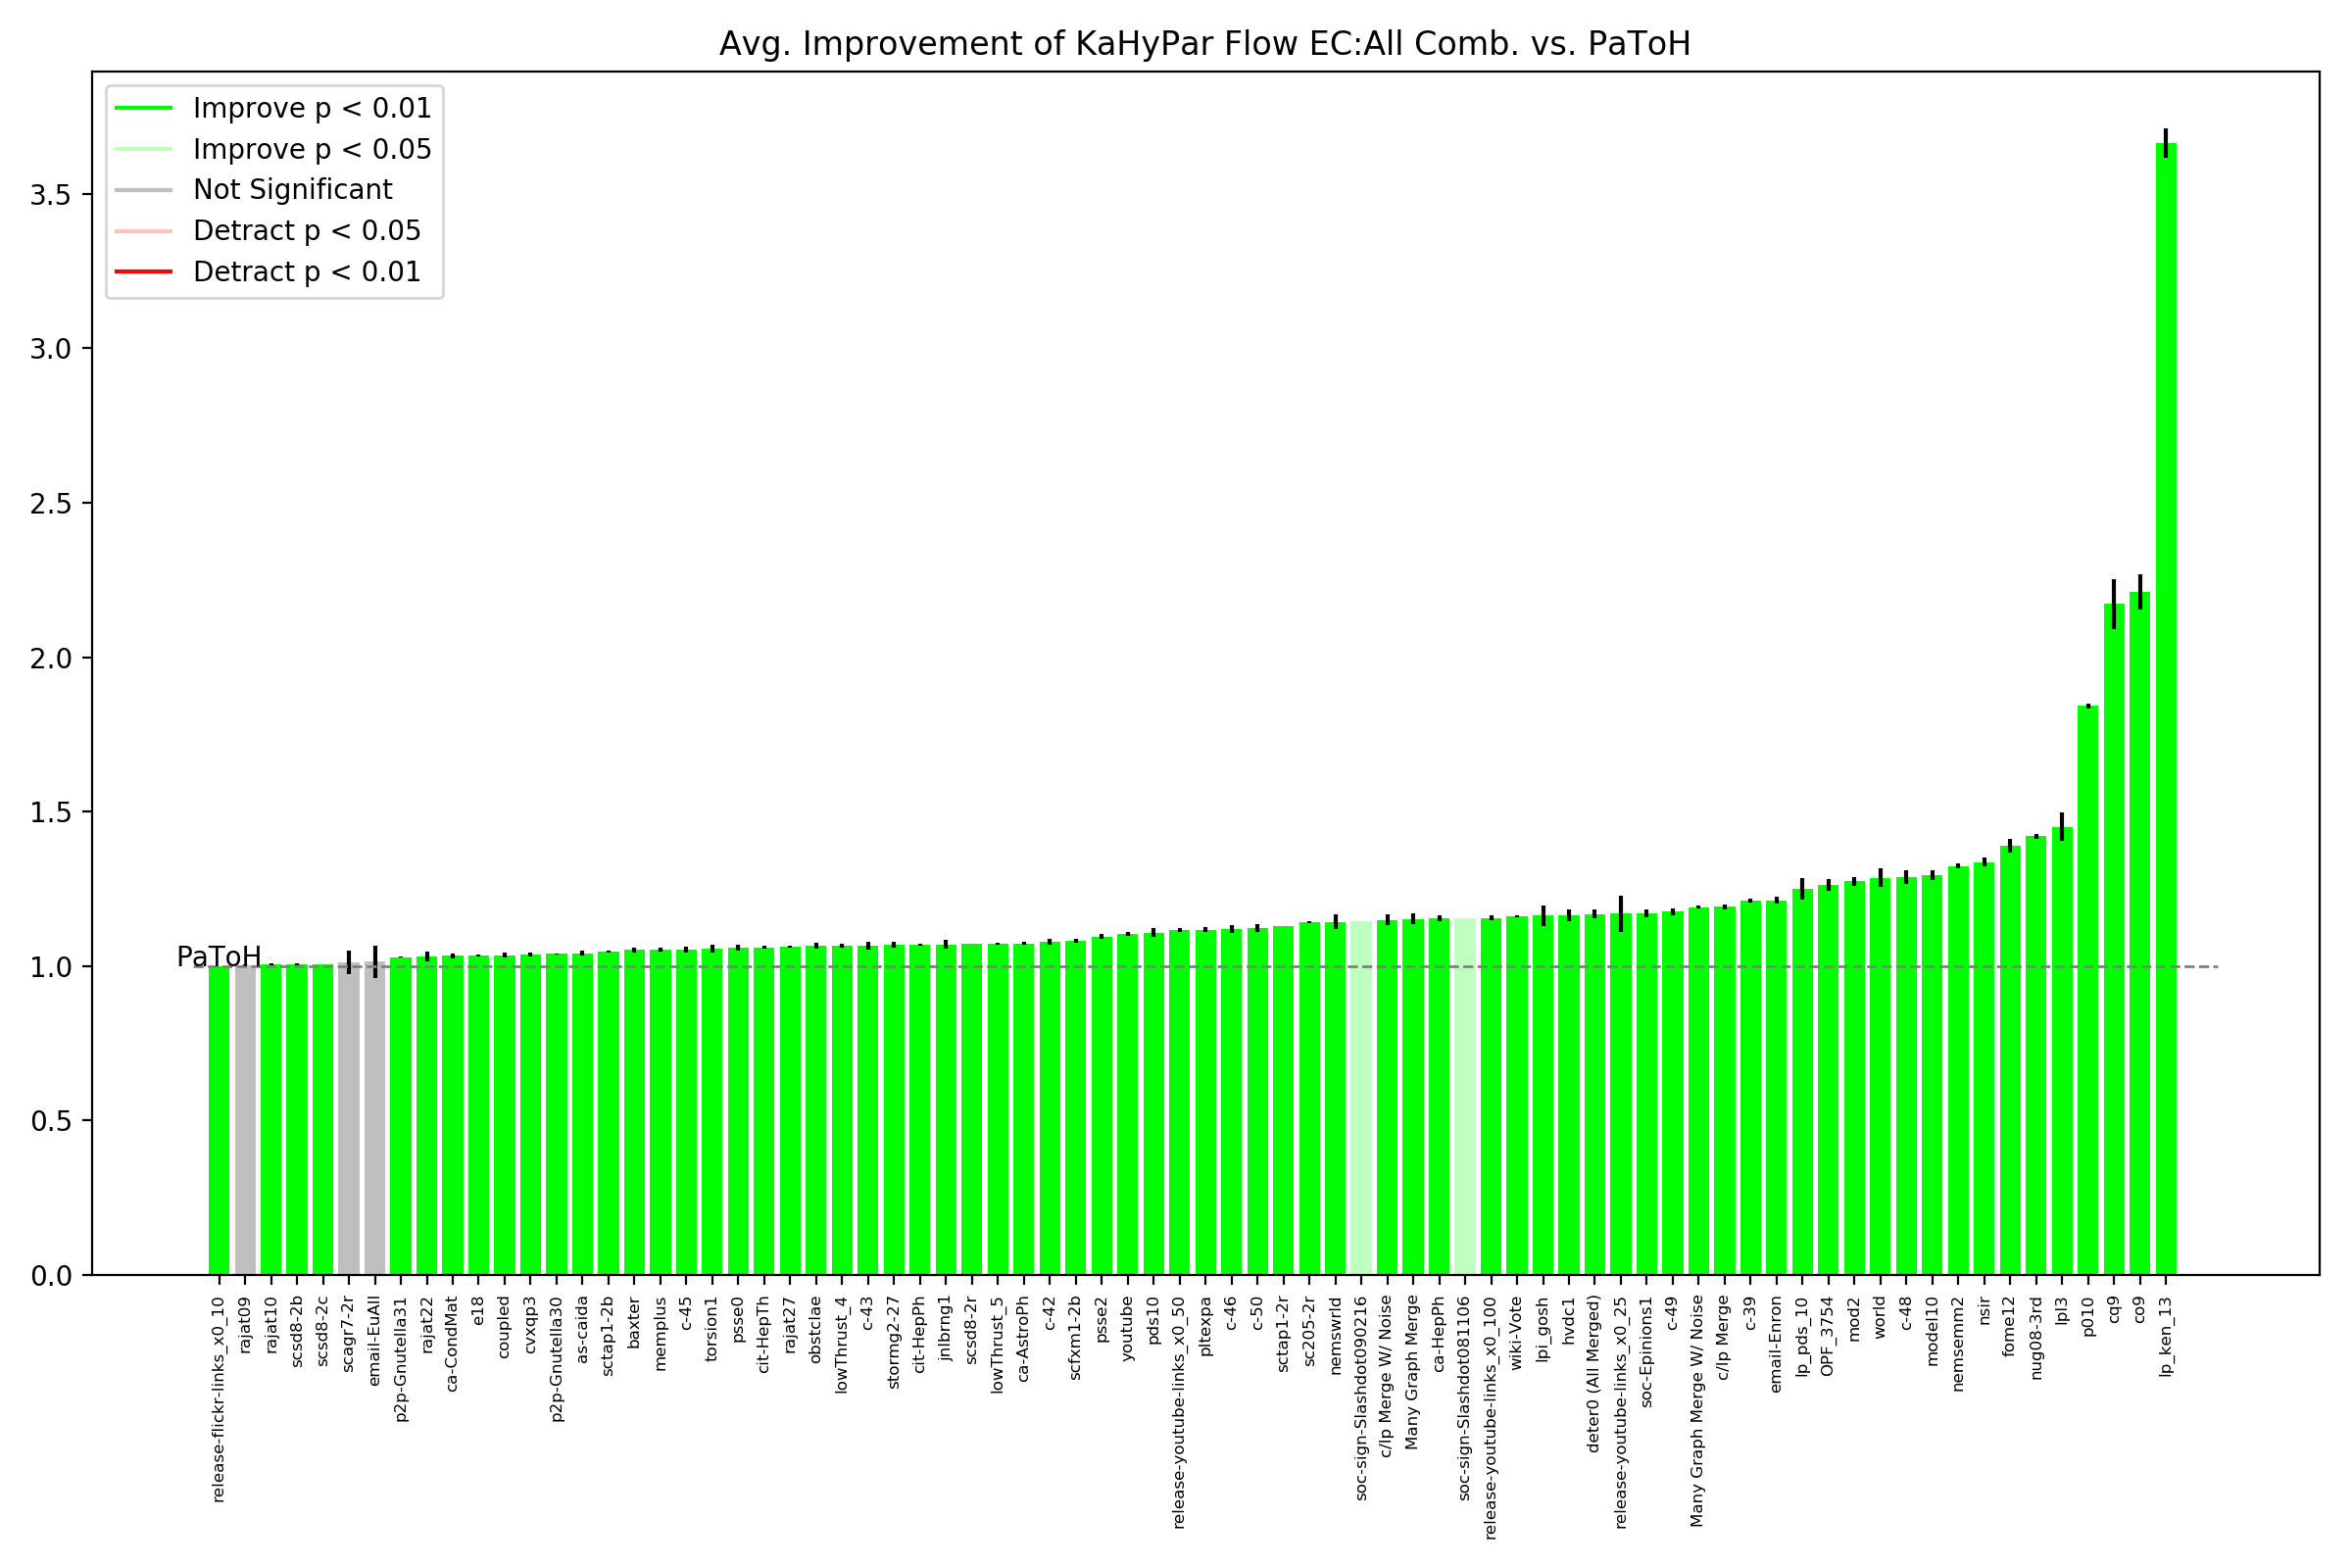 Avg. Improvement of KaHyPar Flow EC:All Comb. vs. PaToH
Improve p < 0.01
Improve p < 0.05
Not Significant
Detract p < 0.05
Detract p < 0.01
3.5
3.0
2.5
2.0
1.5
1.0
0.5
0.0
PaToH
release-flickr-links_x0_10
rajat09
rajat10
scsd8-2b
scsd8-2c
scagr7-2r
email-EuAll
p2p-Gnutella31
rajat22
ca-CondMat
e18
coupled
cvxqp3
p2p-Gnutella30
as-caida
sctap1-2b
baxter
memplus
c-45
torsion1
psse0
cit-HepTh
rajat27
obstclae
lowThrust_4
c-43
stormg2-27
cit-HepPh
jnlbrng1
scsd8-2r
lowThrust_5
ca-AstroPh
c-42
scfxm1-2b
psse2
youtube
pds10
release-youtube-links_x0_50
pltexpa
c-46
c-50
sctap1-2r
sc205-2r
nemswrld
soc-sign-Slashdot090216
c/lp Merge W/ Noise
Many Graph Merge
ca-HepPh
soc-sign-Slashdot081106
release-youtube-links_x0_100
wiki-Vote
lpi_gosh
hvdc1
deter0 (All Merged)
release-youtube-links_x0_25
soc-Epinions1
c-49
Many Graph Merge W/ Noise
c/lp Merge
c-39
email-Enron
lp_pds_10
OPF_3754
mod2
world
c-48
model10
nemsemm2
nsir
fome12
nug08-3rd
lpl3
p010
cq9
co9
lp_ken_13